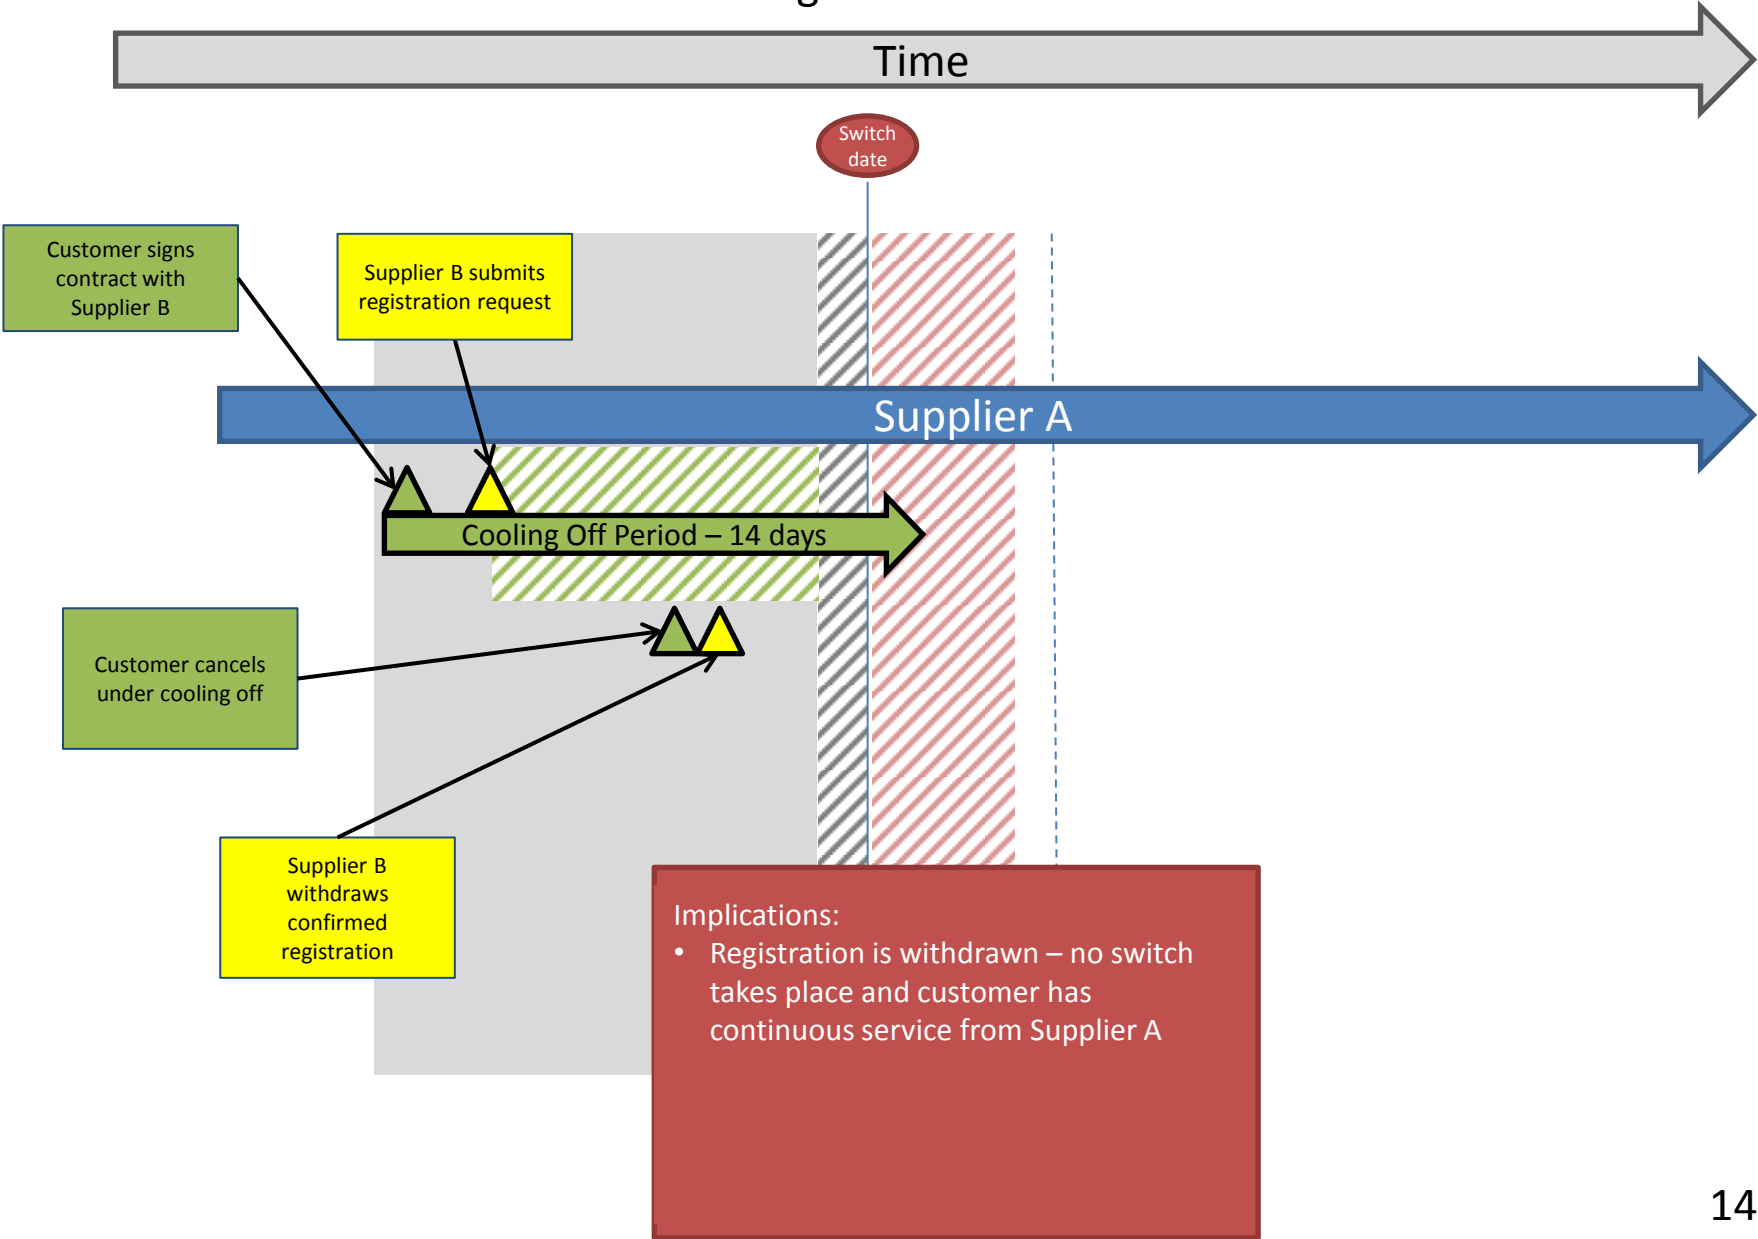 Time
Switch
date
Customer signs
contract with
Supplier B
Supplier B submits
registration request
Supplier A
Cooling Off Period – 14 days
Customer cancels
under cooling off
Supplier B
withdraws
confirmed
registration
Implications:
• Registration is withdrawn – no switch
takes place and customer has
continuous service from Supplier A
14